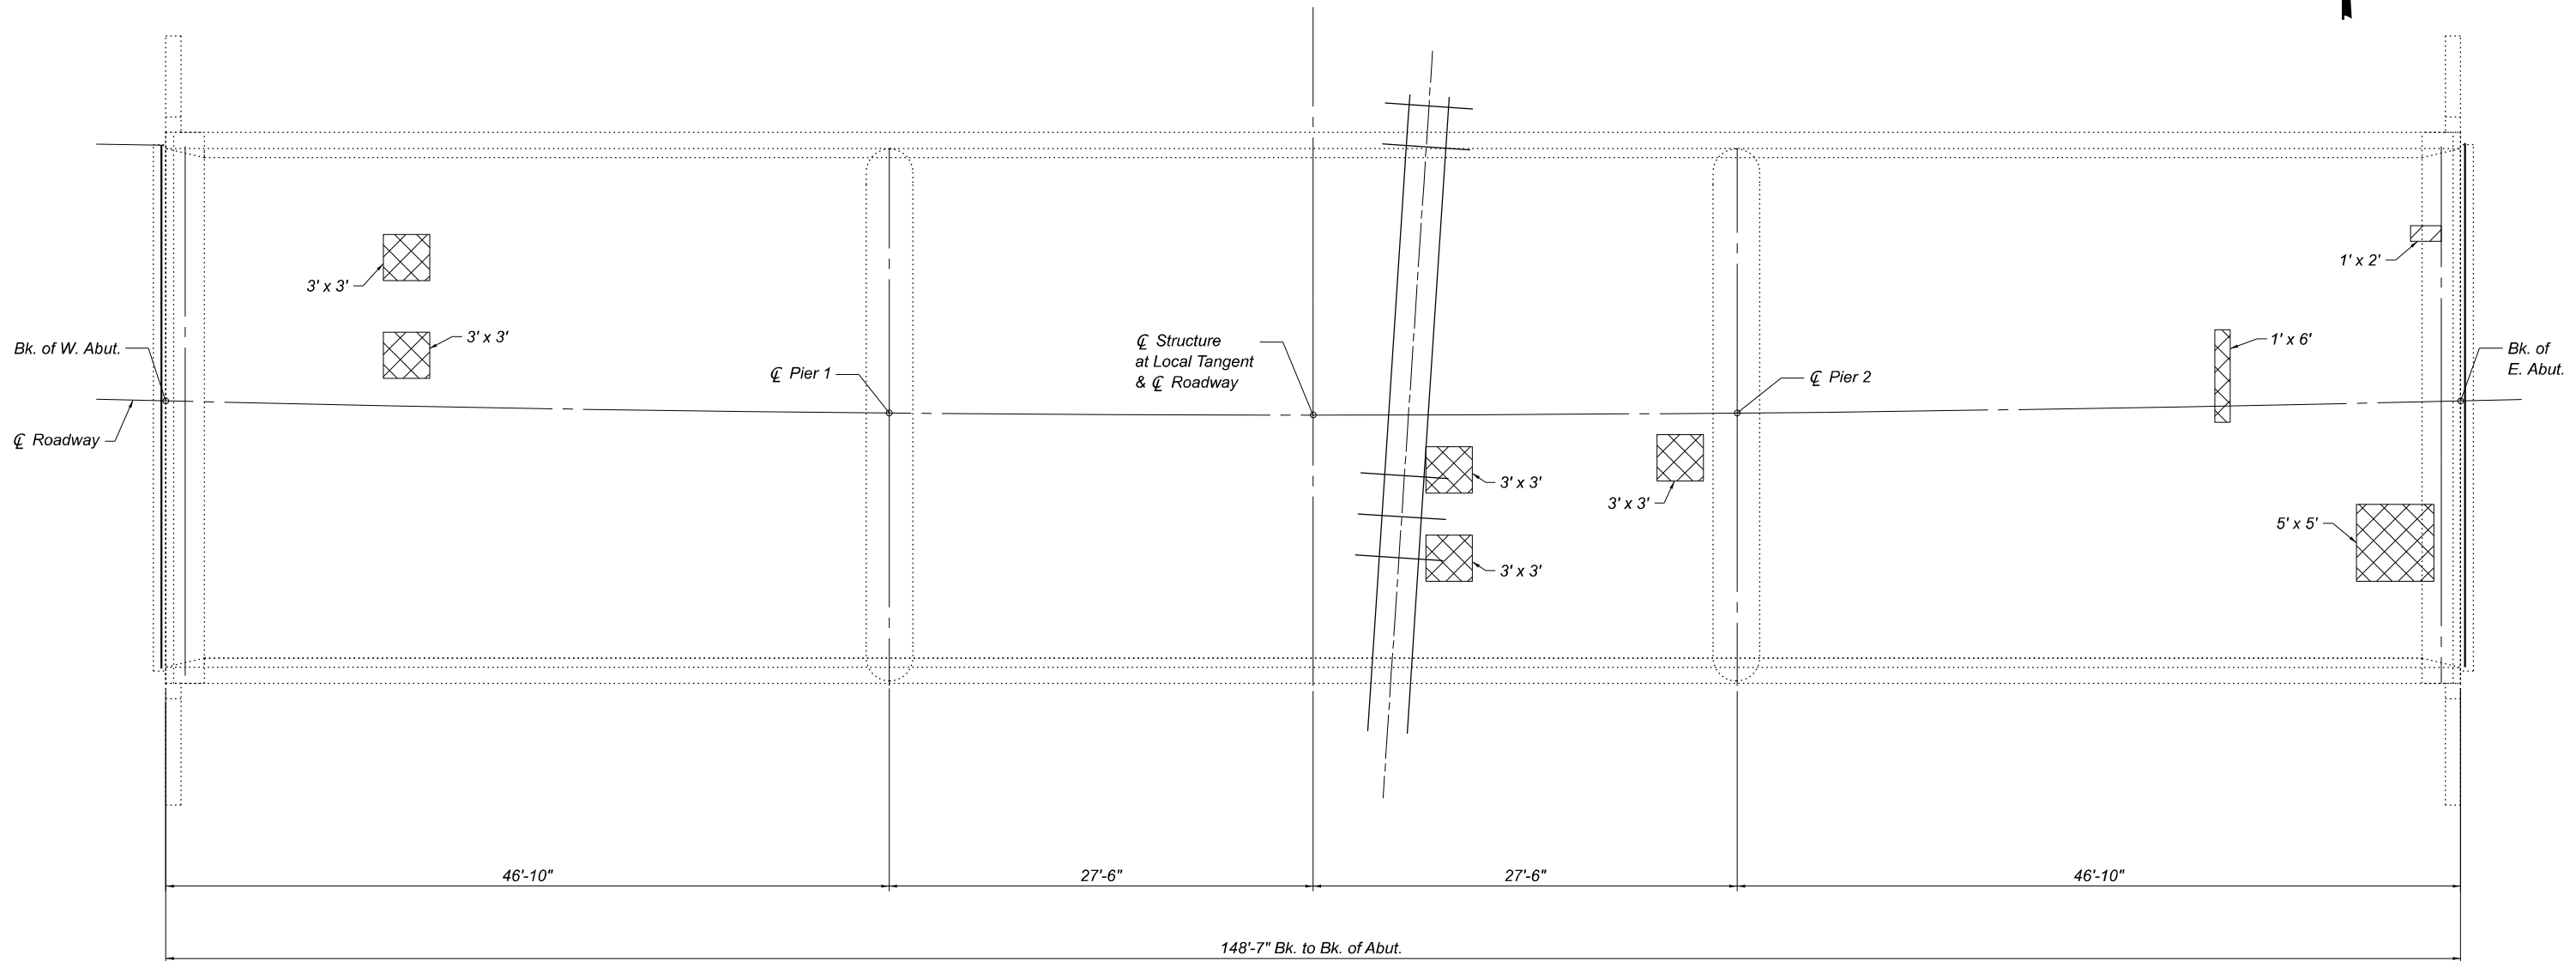 1' x 2'
3' x 3'
3' x 3'
1' x 6'
℄ Structure
at Local Tangent
& ℄ Roadway
Bk. of W. Abut.
Bk. of
E. Abut.
℄ Pier 1
℄ Pier 2
℄ Roadway
3' x 3'
3' x 3'
5' x 5'
3' x 3'
46'-10"
27'-6"
27'-6"
46'-10"
148'-7" Bk. to Bk. of Abut.